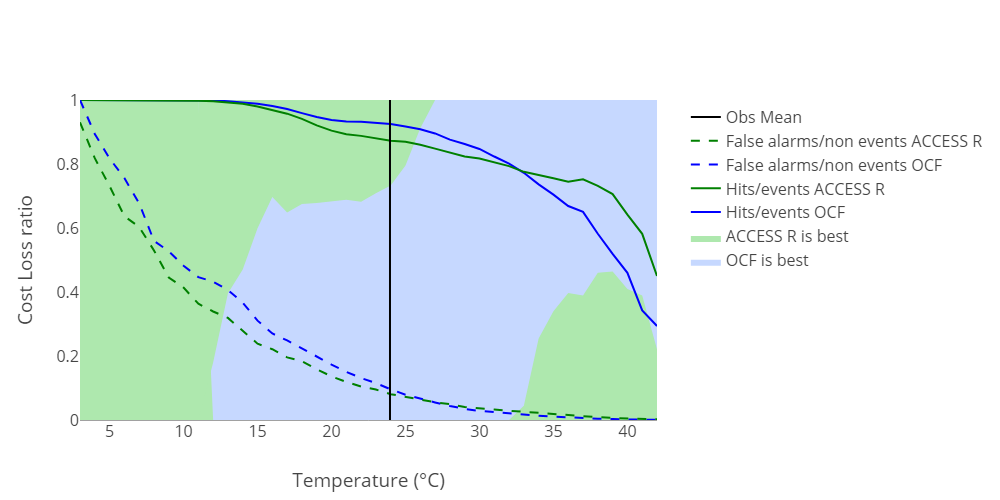 1
0.8
0.6
0.4
0.2
0
Cost Loss ratio
5 10 15 20 25 30 35 40
Temperature (°C)
Obs Mean
False alarms/non events ACCESS R
False alarms/non events OCF
Hits/events ACCESS R
Hits/events OCF
ACCESS R is best
OCF is best